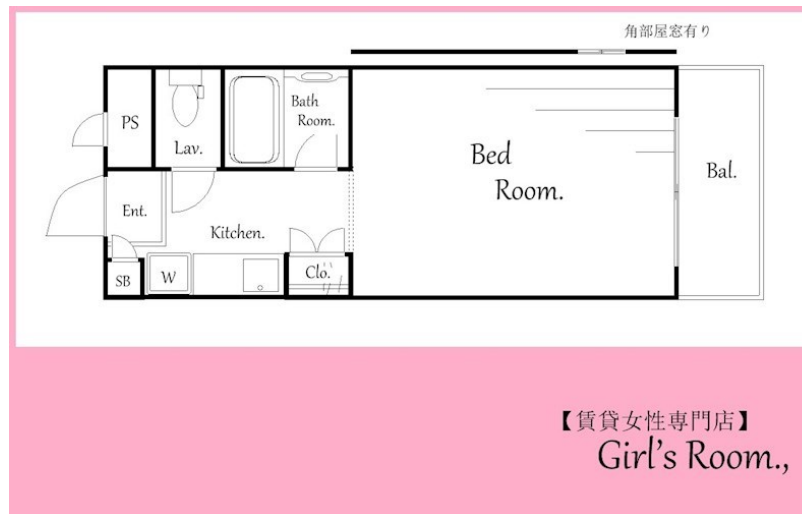 角部屋窓有り
PS
Lav.
Bath
Room.
Bed
Room.
Bal.
Ent.
Kitchen.
SB
W
Clo.
【賃貸女性専門店】
Girl's Room.,